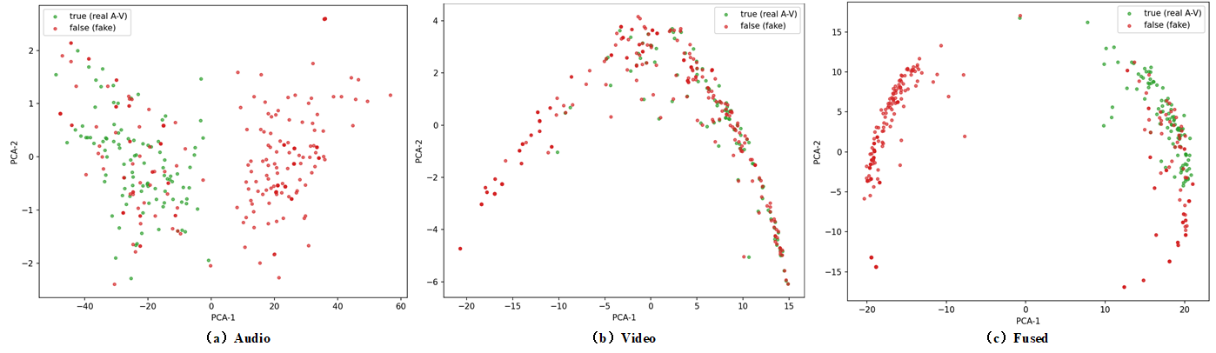 true (real A-V)
false (fake)
PCA-2
2
1
0
−1
−2
−40
−20
0
20
40
60
PCA-1
(a) Audio
true (real A-V)
false (fake)
PCA-2
4
2
0
−2
−4
−6
−20
−15
−10
−5
0
5
10
15
PCA-1
(b) Video
true (real A-V)
false (fake)
PCA-2
15
10
5
0
−5
−10
−15
−20
−10
0
10
20
PCA-1
(c) Fused